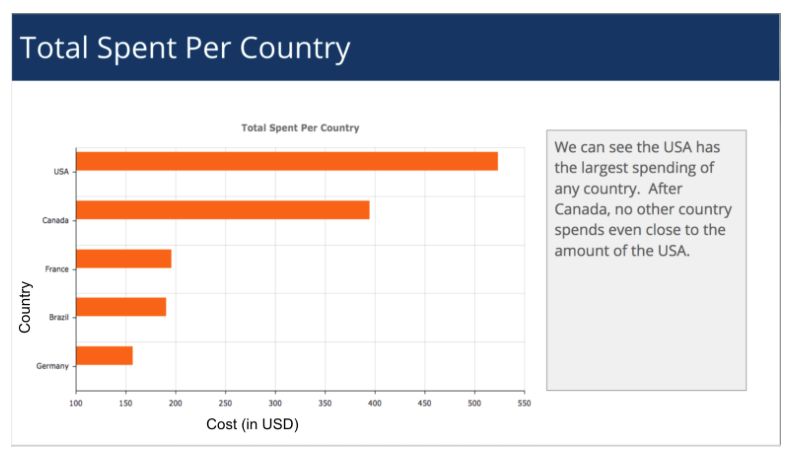 Total Spent Per Country
Total Spent Per Country
USA
Canada
France
Brazil
Germany
Country
100 150 200 250 300 350 400 450 500 550
Cost (in USD)
We can see the USA has
the largest spending of
any country. After
Canada, no other country
spends even close to the
amount of the USA.